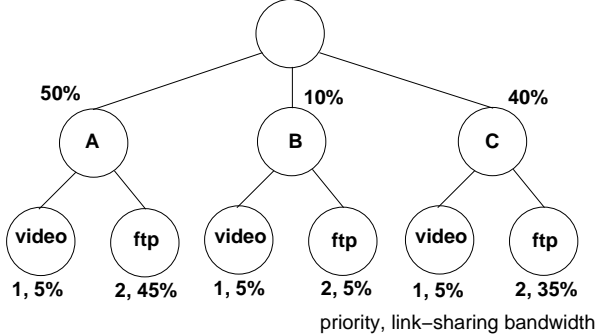 50%
10%
40%
A
B
C
video
ftp
video
ftp
video
ftp
1, 5%
2, 45%
1, 5%
2, 5%
1, 5%
2, 35%
priority, link−sharing bandwidth